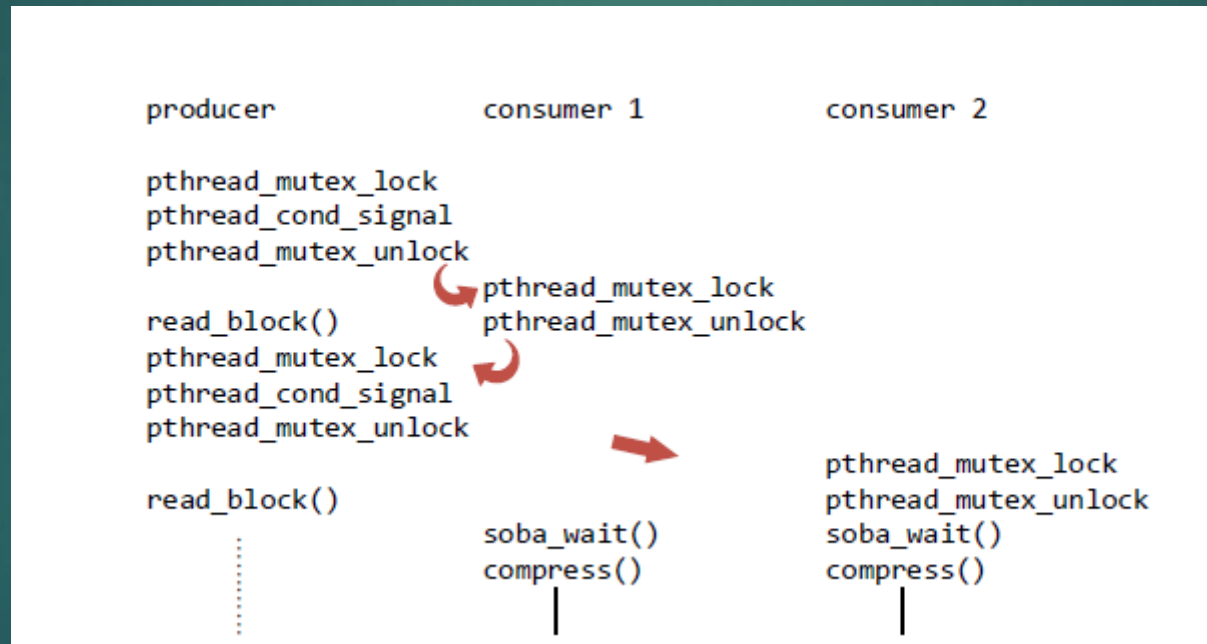 producer consumer 1 consumer 2
pthread_mutex_lock
pthread_cond_signal
pthread_mutex_unlock
pthread_mutex_lock
read_block() pthread_mutex_unlock
pthread_mutex_lock
pthread_cond_signal
pthread_mutex_unlock
pthread_mutex_lock
read_block() pthread_mutex_unlock
soba_wait() soba_wait()
compress() compress()